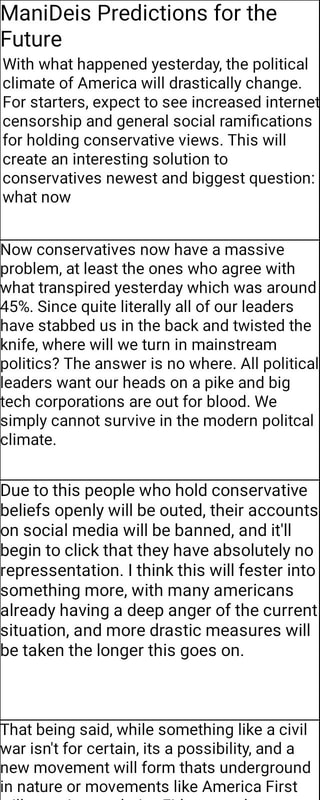 ManiDeis Predictions for the
Future
With what happened yesterday, the political
climate of America will drastically change.
For starters, expect to see increased internet
censorship and general social ramifications
for holding conservative views. This will
create an interesting solution to
conservatives newest and biggest question:
what now
Now conservatives now have a massive
problem, at least the ones who agree with
what transpired yesterday which was around
45%. Since quite literally all of our leaders
have stabbed us in the back and twisted the
knife, where will we turn in mainstream
politics? The answer is no where. All political
leaders want our heads on a pike and big
tech corporations are out for blood. We
simply cannot survive in the modern politcal
climate.
Due to this people who hold conservative
beliefs openly will be outed, their accounts
on social media will be banned, and it'll
begin to click that they have absolutely no
repressentation. I think this will fester into
something more, with many americans
already having a deep anger of the current
situation, and more drastic measures will
be taken the longer this goes on.
That being said, while something like a civil
war isn't for certain, its a possibility, and a
new movement will form thats underground
in nature or movements like America First